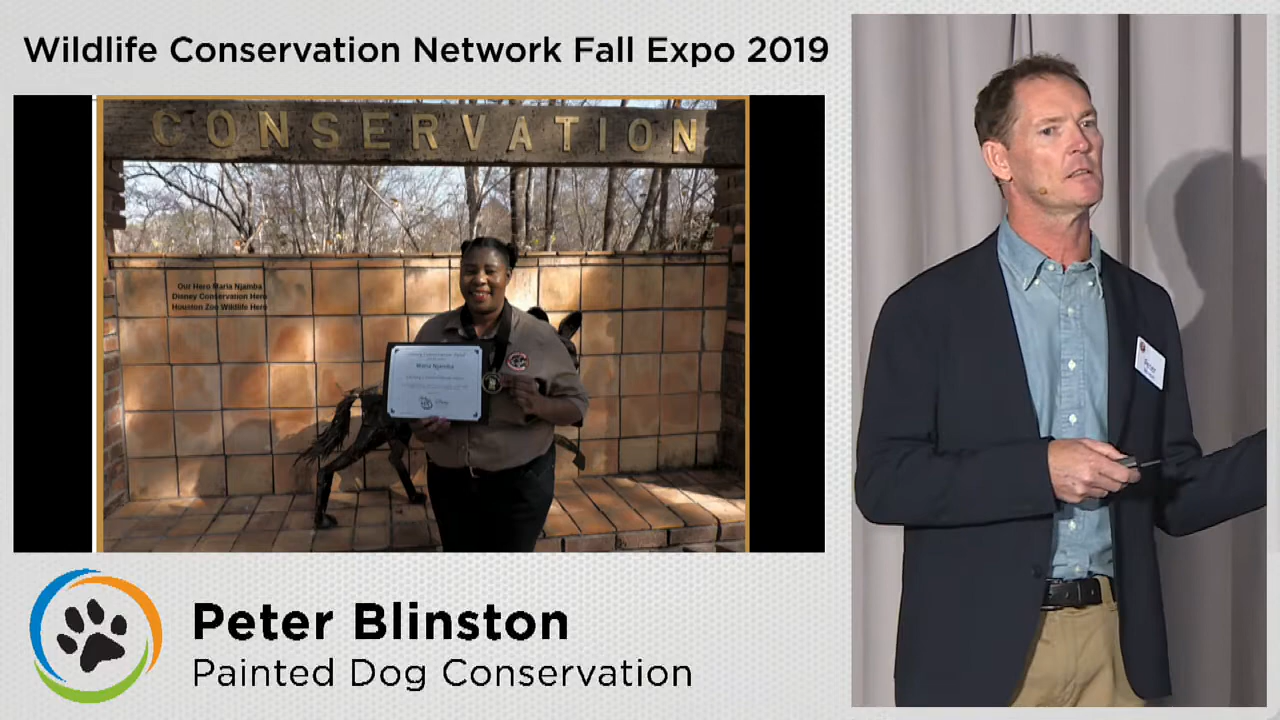 Wildlife Conservation Network Fall Expo 2019
CONSERVATION
Our Hero Maria Njamba
Disney Conservation Hero
Houston Zoo Wildlife Hero
Maria Njamba
Peter
Peter Blinston
Painted Dog Conservation